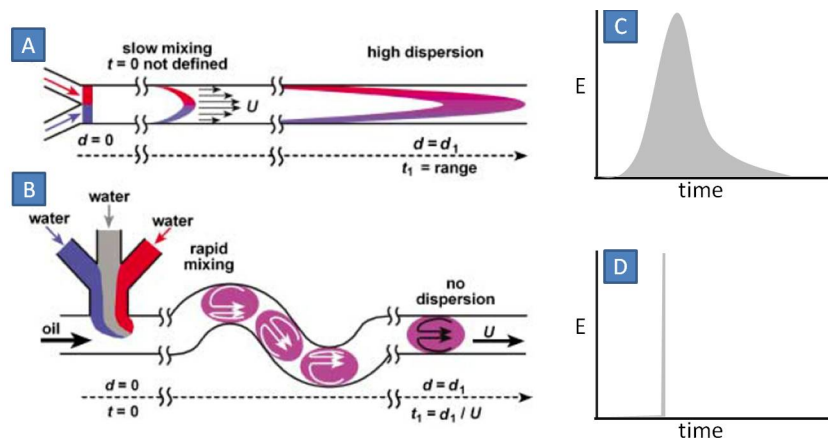 A
slow mixing
t = 0 not defined
high dispersion
U
d = 0
d = d₁
t₁ = range
B
water
water
water
rapid
mixing
no
dispersion
oil
U
d = 0
t = 0
d = d₁
t₁ = d₁ / U
C
E
time
D
E
time